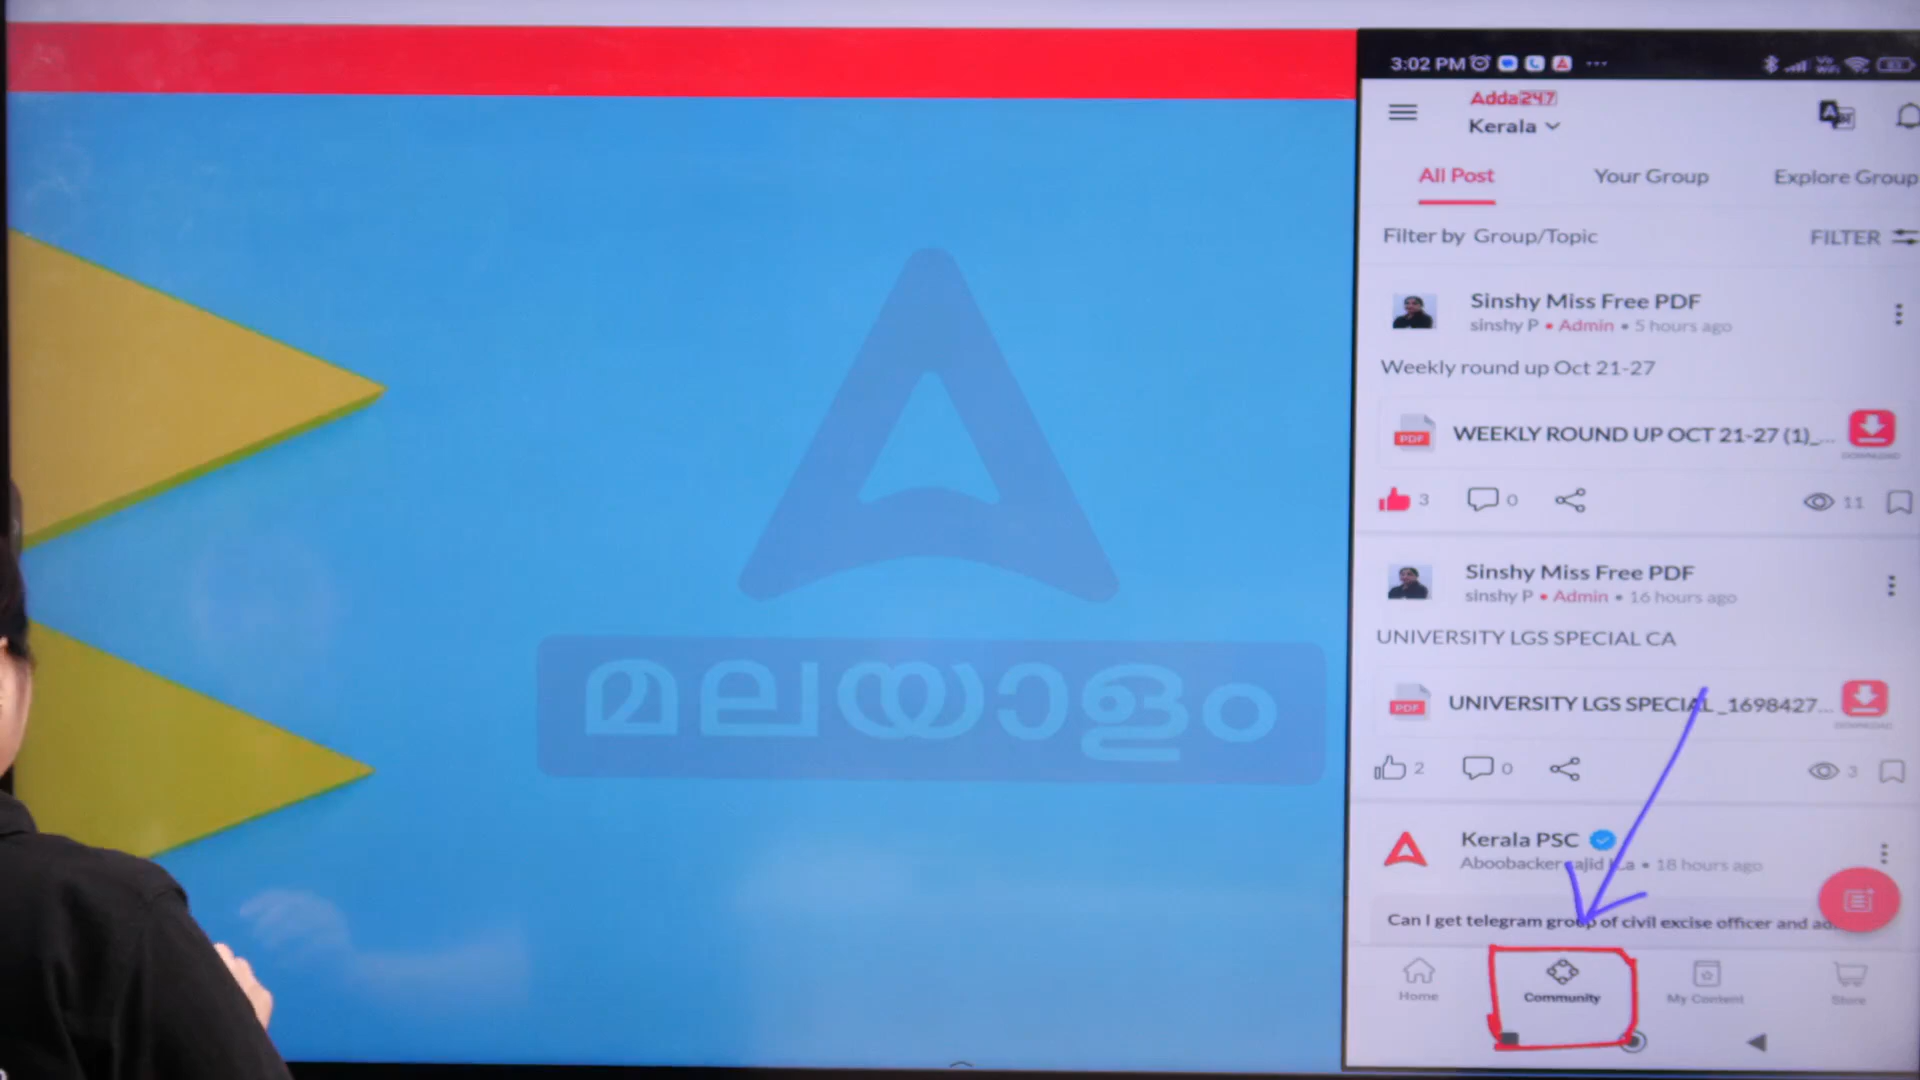 മലയാളം
3:02 PM
Adda247
Kerala
All Post Your Group Explore Group
Filter by Group/Topic FILTER
Sinshy Miss Free PDF
sinshy P • Admin • 5 hours ago
Weekly round up Oct 21-27
PDF WEEKLY ROUND UP OCT 21-27 (1)_...
DOWNLOAD
3 0 11
Sinshy Miss Free PDF
sinshy P • Admin • 16 hours ago
UNIVERSITY LGS SPECIAL CA
PDF UNIVERSITY LGS SPECIAL_1698427...
DOWNLOAD
2 0 3
Kerala PSC
Aboobacker • 18 hours ago
Can I get telegram group of civil excise officer and
Home Community My Content Store